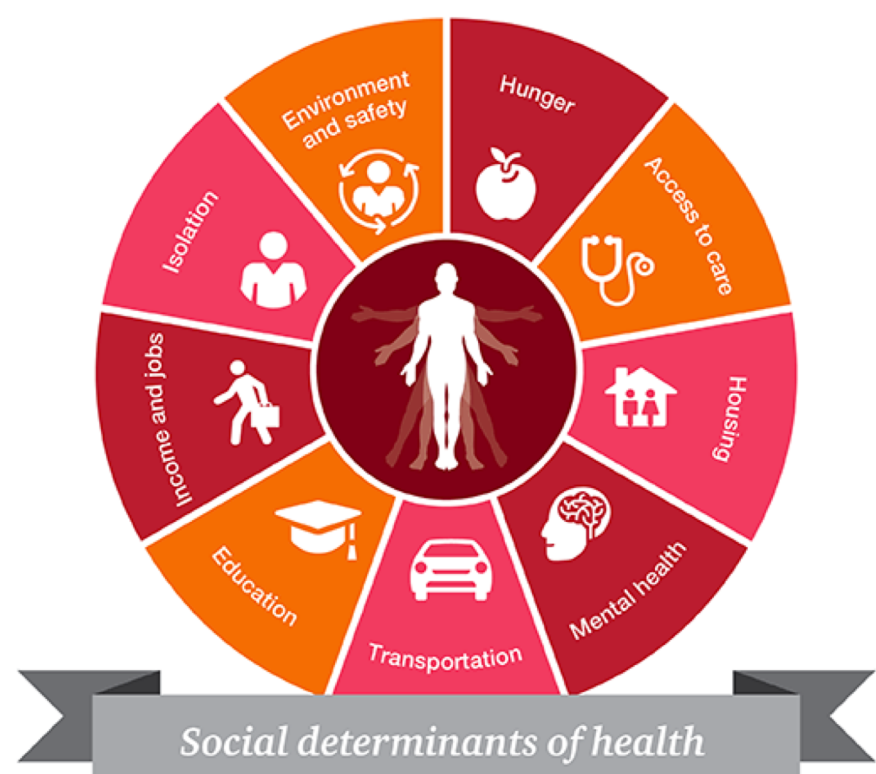 Hunger
Access to care
Housing
Mental health
Transportation
Education
Income and jobs
Isolation
Environment
and safety
Social determinants of health